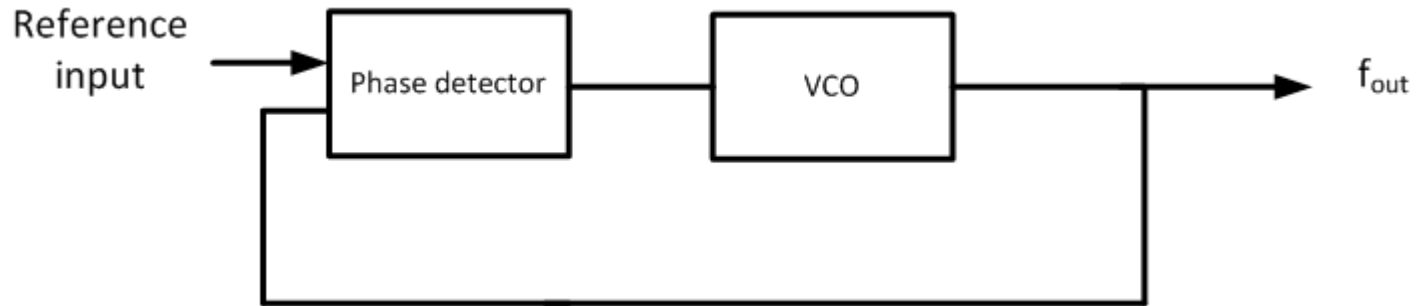 Reference
input
Phase detector
VCO
fout